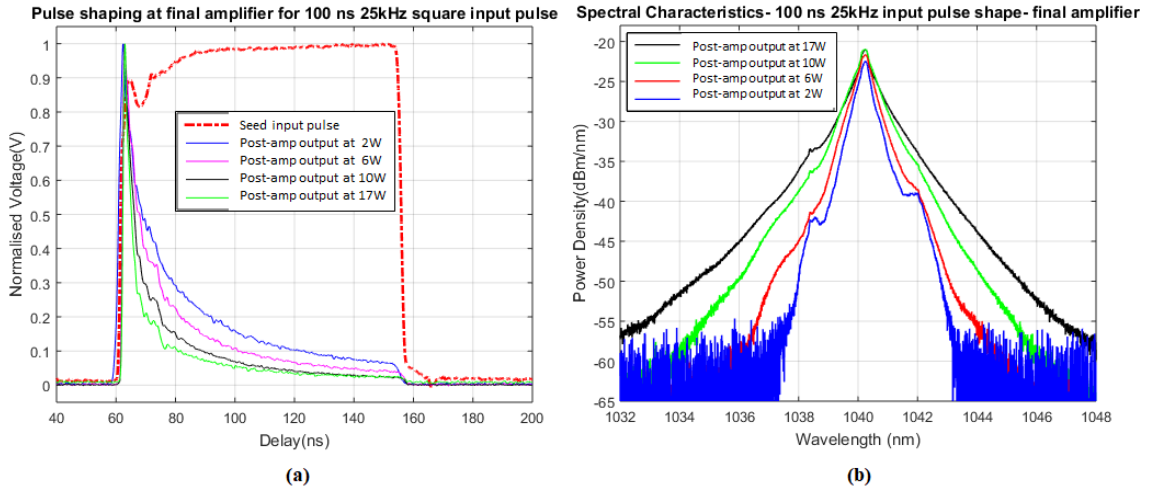 Pulse shaping at final amplifier for 100 ns 25kHz square input pulse
Normalised Voltage(V)
1
0.9
0.8
0.7
0.6
0.5
0.4
0.3
0.2
0.1
0
Seed input pulse
Post-amp output at 2W
Post-amp output at 6W
Post-amp output at 10W
Post-amp output at 17W
40 60 80 100 120 140 160 180 200
Delay(ns)
(a)
Spectral Characteristics- 100 ns 25kHz input pulse shape- final amplifier
Power Density(dBm/nm)
-20
-25
-30
-35
-40
-45
-50
-55
-60
-65
Post-amp output at 17W
Post-amp output at 10W
Post-amp output at 6W
Post-amp output at 2W
1032 1034 1036 1038 1040 1042 1044 1046 1048
Wavelength (nm)
(b)